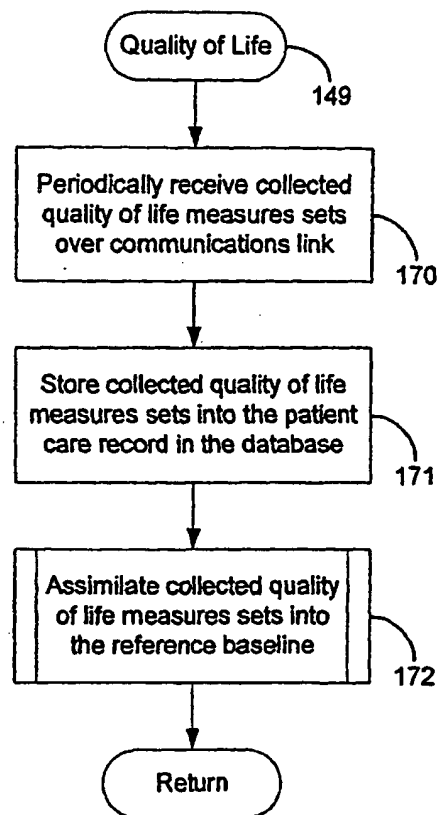 Quality of Life
149
Periodically receive collected
quality of life measures sets
over communications link
170
Store collected quality of life
measures sets into the patient
care record in the database
171
Assimilate collected quality
of life measures sets into
the reference baseline
172
Return